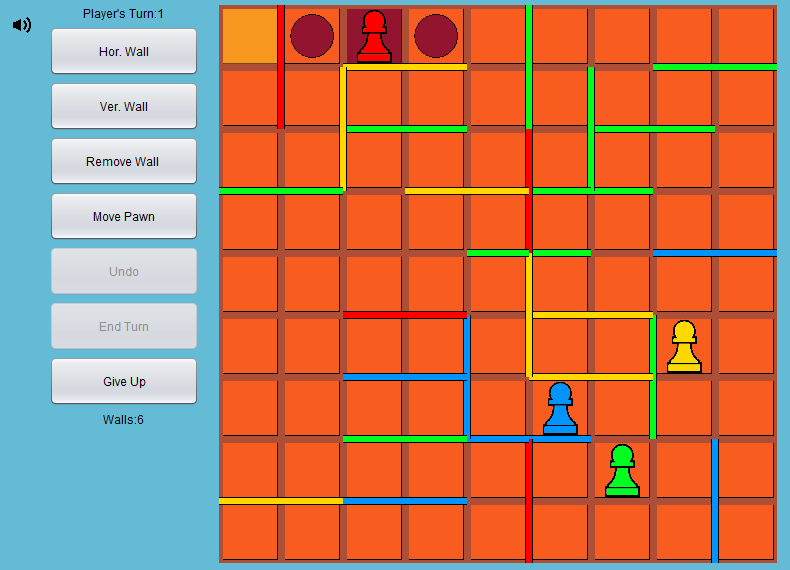 Player's Turn:1
Hor. Wall
Ver. Wall
Remove Wall
Move Pawn
Undo
End Turn
Give Up
Walls:6